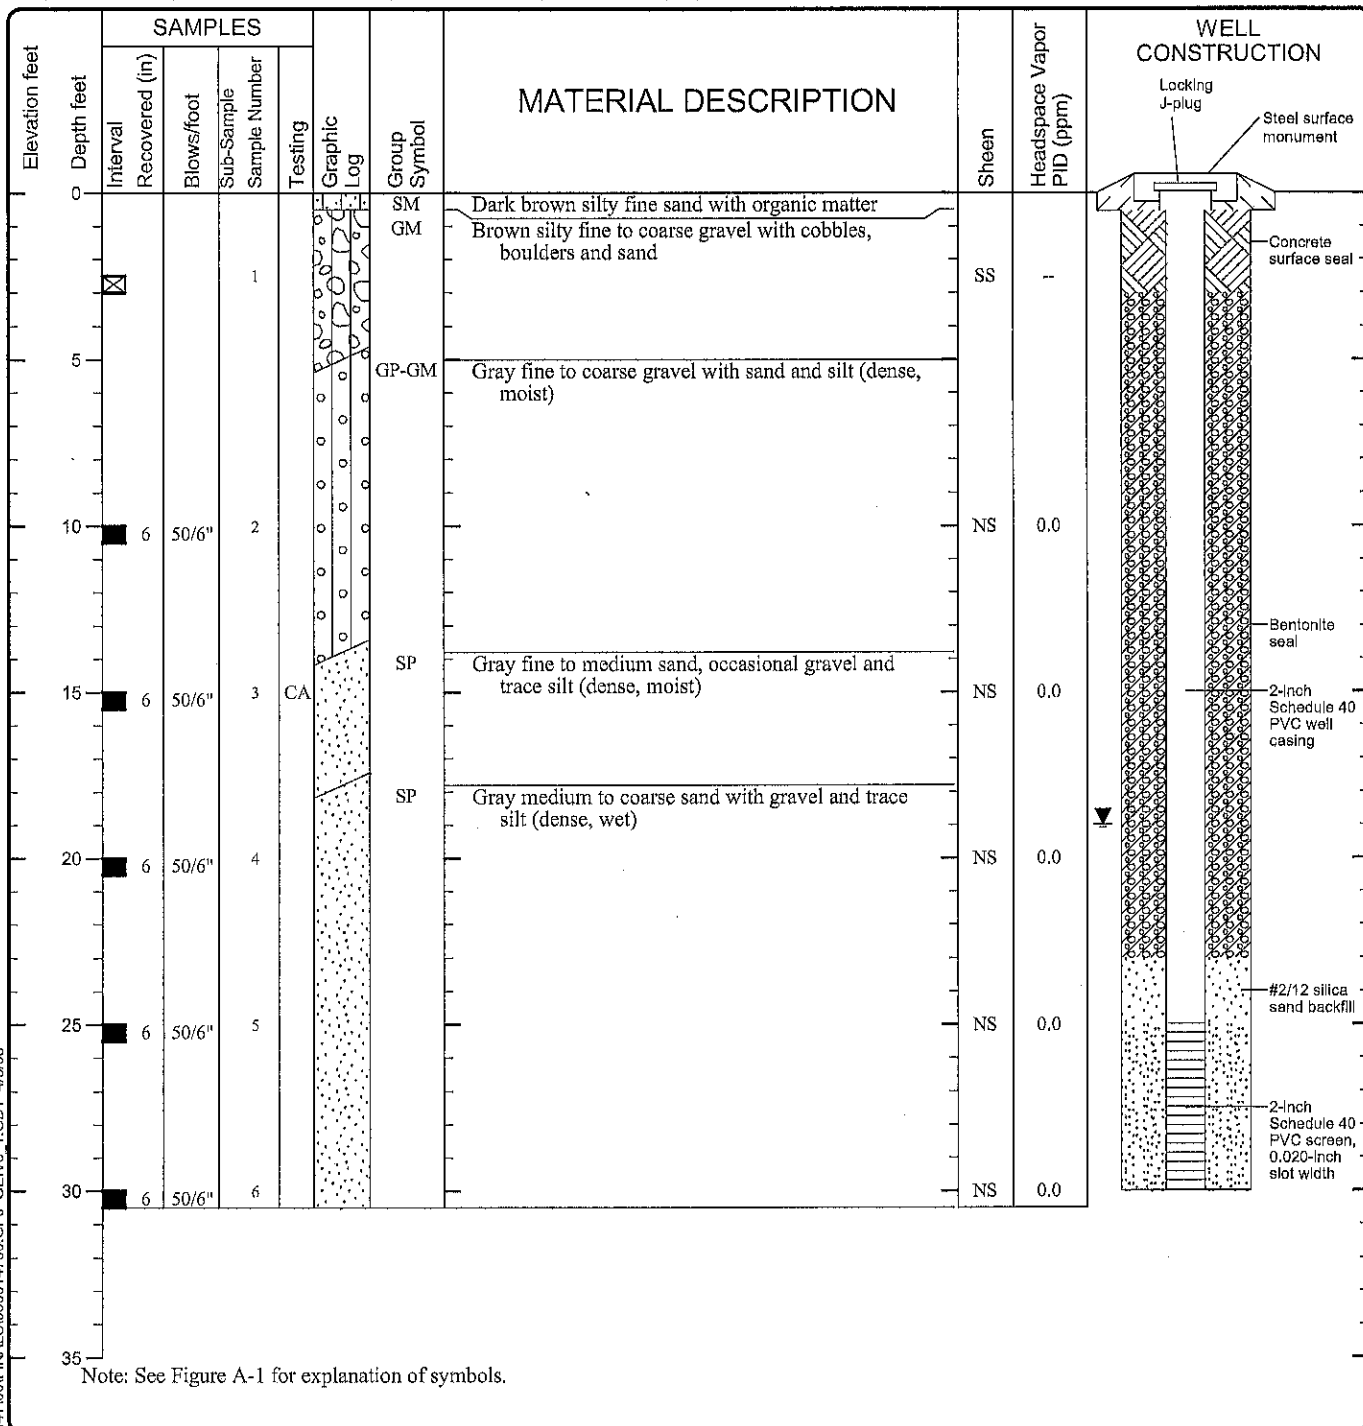 SAMPLES
Elevation feet
Depth feet
Interval
Recovered (in)
Blows/foot
Sub-Sample
Sample Number
Testing
Graphic
Log
Group
Symbol
MATERIAL DESCRIPTION
Sheen
Headspace Vapor
PID (ppm)
WELL
CONSTRUCTION
Locking
J-plug
Steel surface
monument
0
SM
Dark brown silty fine sand with organic matter
GM
Brown silty fine to coarse gravel with cobbles,
boulders and sand
Concrete
surface seal
1
SS
--
5
GP-GM
Gray fine to coarse gravel with sand and silt (dense,
moist)
10
6
50/6"
2
NS
0.0
Bentonite
seal
SP
Gray fine to medium sand, occasional gravel and
trace silt (dense, moist)
15
6
50/6"
3
CA
NS
0.0
2-Inch
Schedule 40
PVC well
casing
SP
Gray medium to coarse sand with gravel and trace
silt (dense, wet)
20
6
50/6"
4
NS
0.0
#2/12 silica
sand backfill
25
6
50/6"
5
NS
0.0
2-Inch
Schedule 40
PVC screen,
0.020-Inch
slot width
30
6
50/6"
6
NS
0.0
35
Note: See Figure A-1 for explanation of symbols.